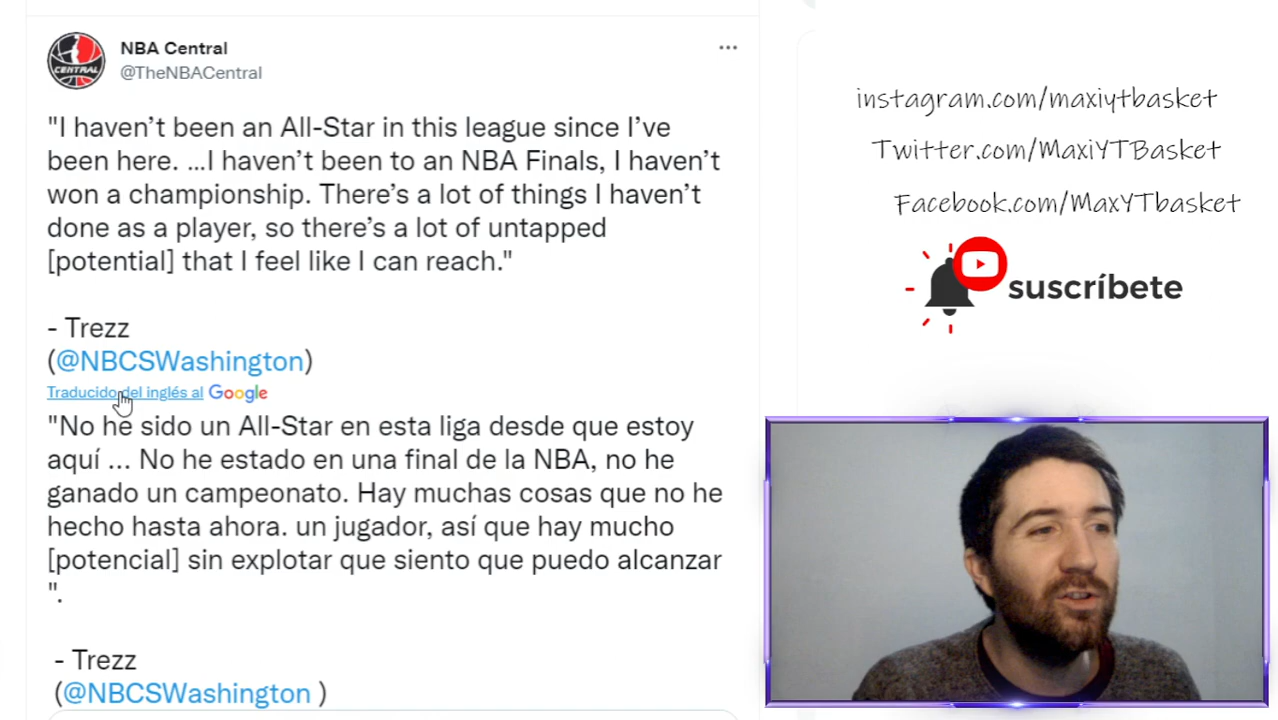 NBA Central
@TheNBACentral
CENTRAL
"I haven’t been an All-Star in this league since I’ve
been here. ...I haven’t been to an NBA Finals, I haven’t
won a championship. There’s a lot of things I haven’t
done as a player, so there’s a lot of untapped
[potential] that I feel like I can reach."
- Trezz
(@NBCSWashington)
Traducido del inglés al Google
"No he sido un All-Star en esta liga desde que estoy
aquí ... No he estado en una final de la NBA, no he
ganado un campeonato. Hay muchas cosas que no he
hecho hasta ahora. un jugador, así que hay mucho
[potencial] sin explotar que siento que puedo alcanzar
".
- Trezz
(@NBCSWashington )
instagram.com/maxiytbasket
Twitter.com/MaxiYTBasket
Facebook.com/MaxYTbasket
suscríbete